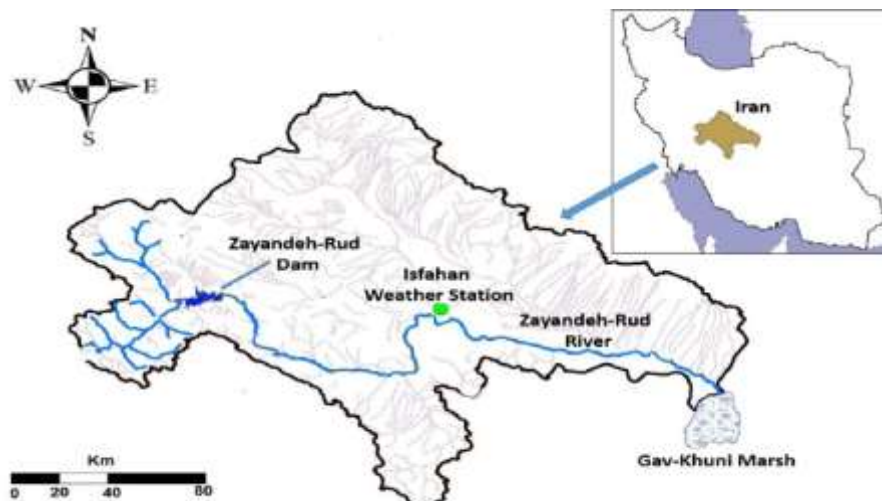 N
W
E
S
Iran
Zayandeh-Rud
Dam
Isfahan
Weather Station
Zayandeh-Rud
River
Gav-Khuni Marsh
Km
0 20 40 80